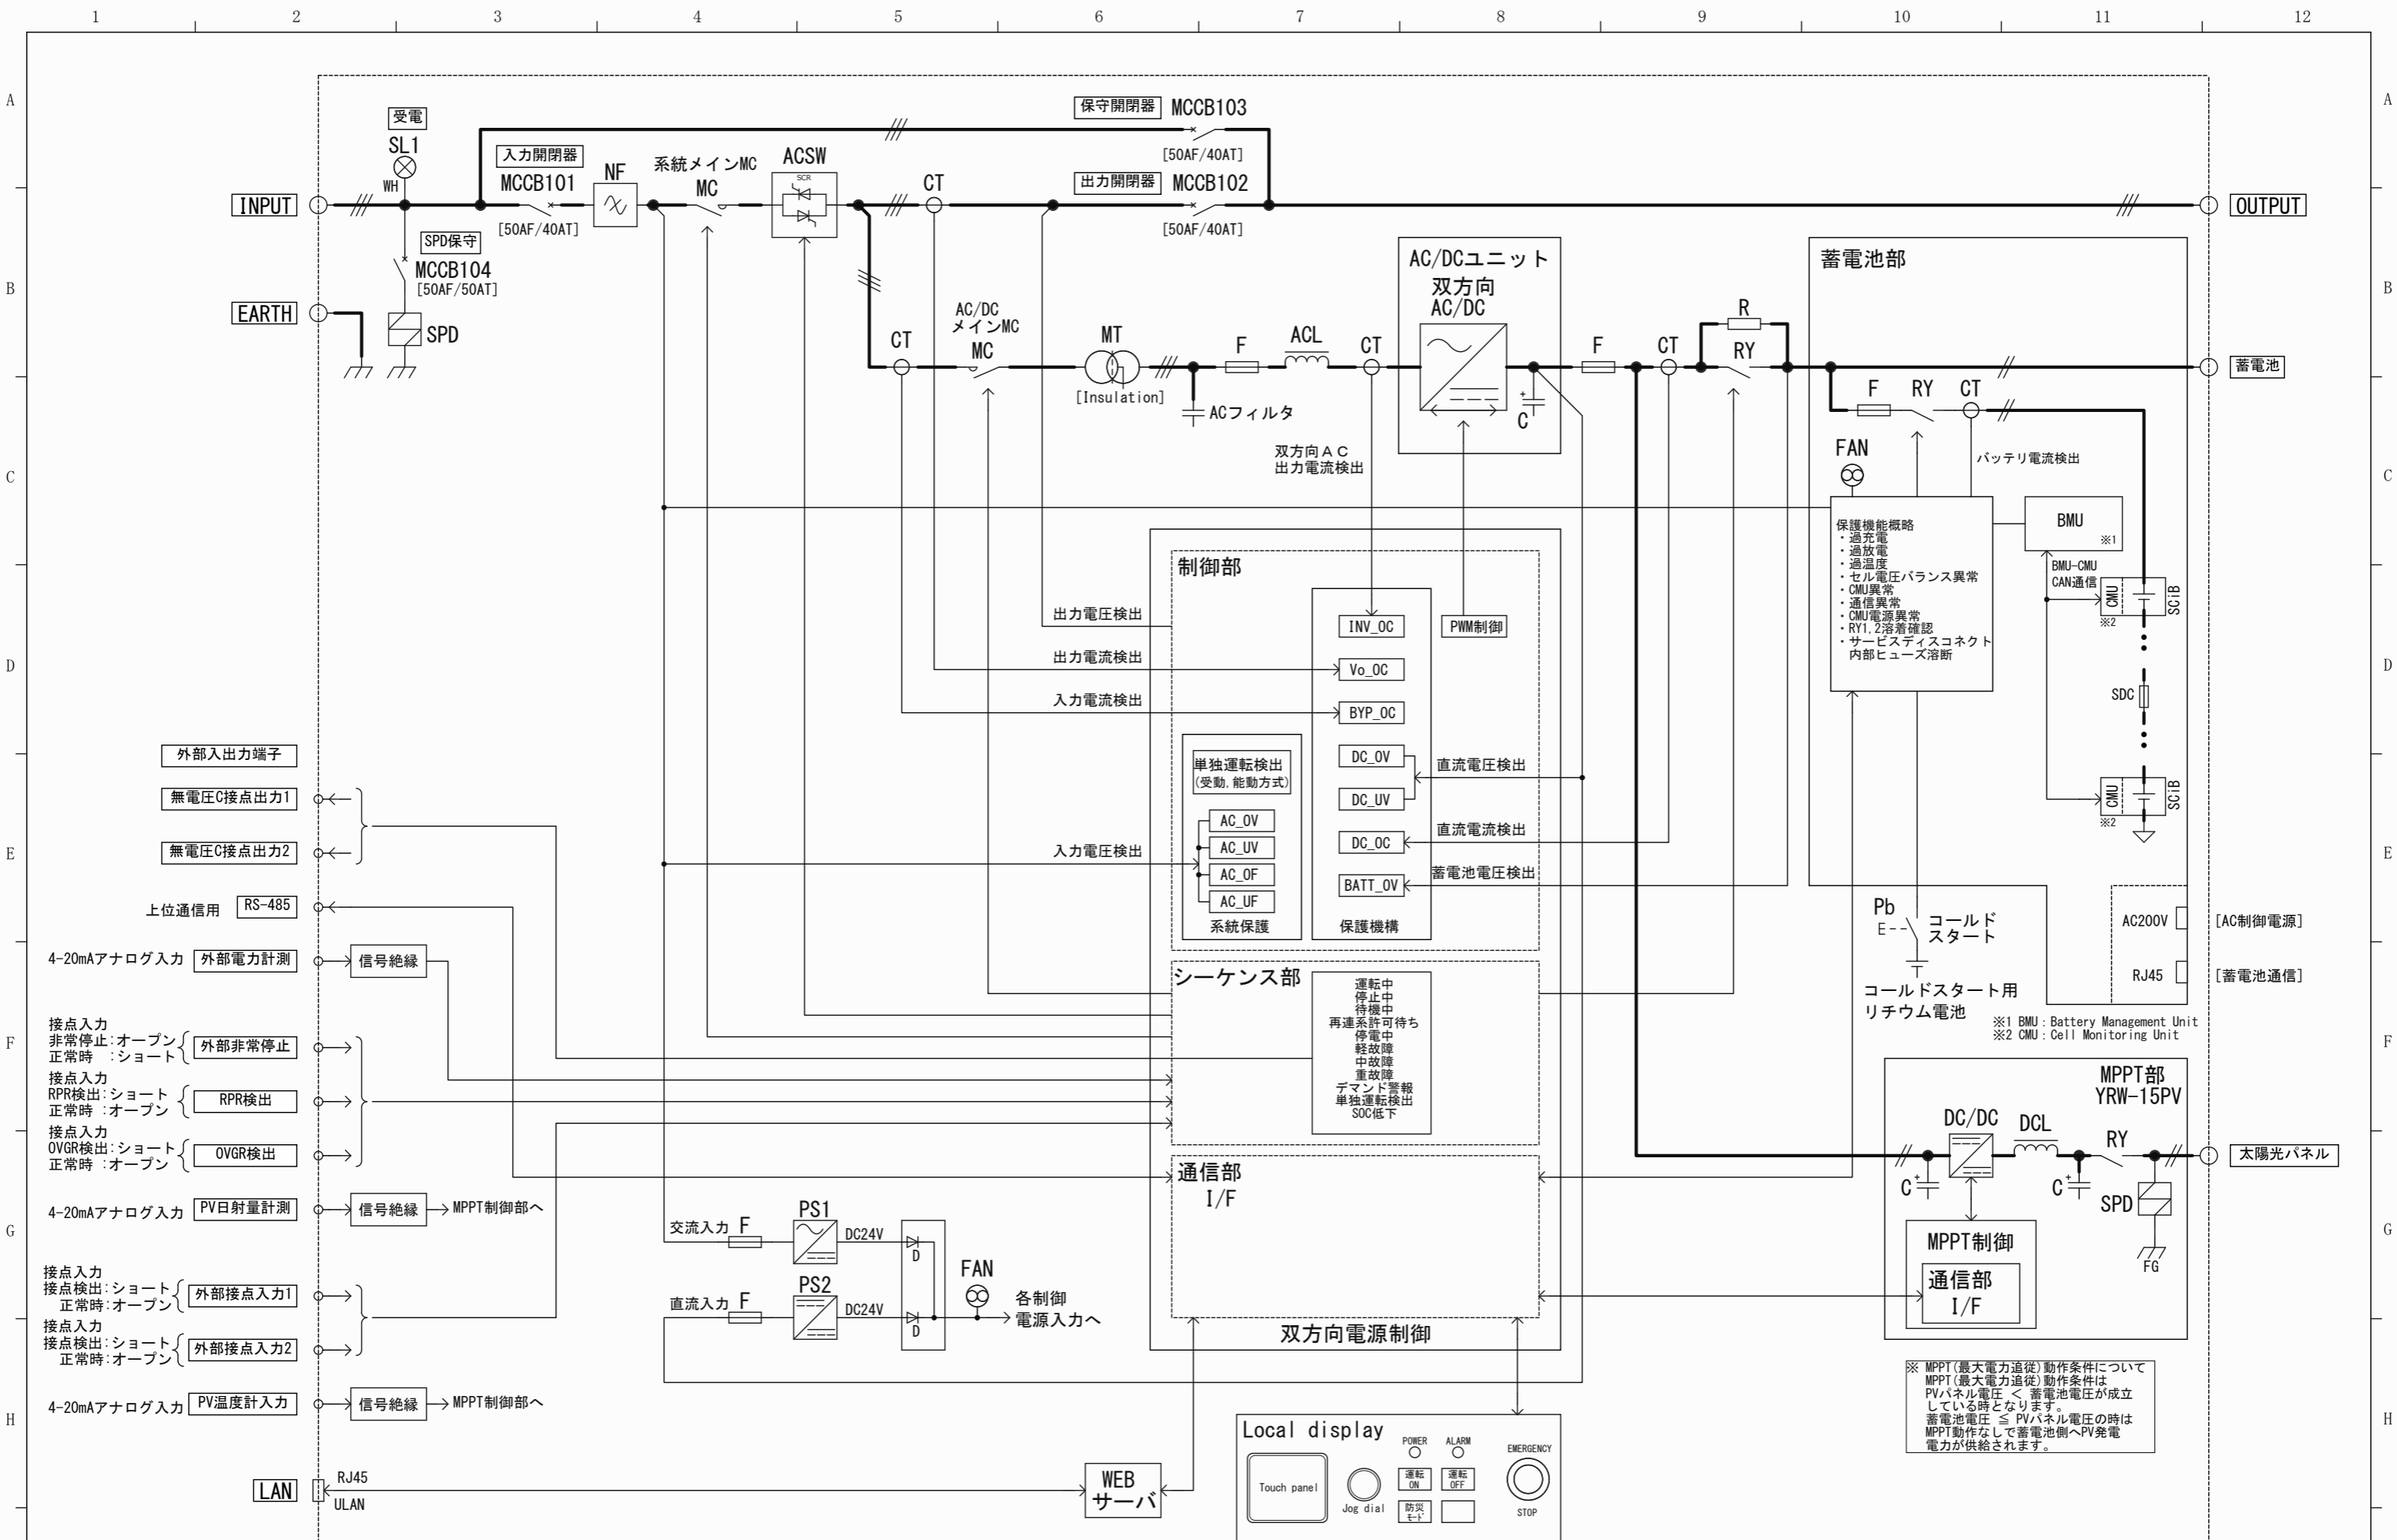 1 2 3 4 5 6 7 8 9 10 11 12
A A
B B
C C
D D
E E
F F
G G
H H
受電
SL1
WH
保守開閉器 MCCB103
[50AF/40AT]
入力開閉器
MCCB101
[50AF/40AT]
NF
系統メインMC
MC
ACSW
SCR
CT
出力開閉器 MCCB102
[50AF/40AT]
INPUT
OUTPUT
SPD保守
MCCB104
[50AF/50AT]
SPD
EARTH
CT
AC/DC
メインMC
MC
MT
[Insulation]
F
ACL
CT
ACフィルタ
AC/DCユニット
双方向
AC/DC
C
+
F
CT
R
RY
蓄電池部
蓄電池
F
RY
CT
FAN
バッテリ電流検出
双方向AC
出力電流検出
保護機能概略
・過充電
・過放電
・過温度
・セル電圧バランス異常
・CMU異常
・通信異常
・CMU電源異常
・RY1,2溶着確認
・サービスディスコネクト
内部ヒューズ溶断
BMU
※1
BMU-CMU
CAN通信
CMU
SCiB
※2
SDC
CMU
SCiB
※2
制御部
出力電圧検出
出力電流検出
入力電流検出
入力電圧検出
INV_OC
PWM制御
Vo_OC
BYP_OC
DC_OV
DC_UV
DC_OC
BATT_OV
保護機構
直流電圧検出
直流電流検出
蓄電池電圧検出
単独運転検出
(受動,能動方式)
AC_OV
AC_UV
AC_OF
AC_UF
系統保護
Pb
E
コールド
スタート
コールドスタート用
リチウム電池
AC200V
[AC制御電源]
RJ45
[蓄電池通信]
※1 BMU：Battery Management Unit
※2 CMU：Cell Monitoring Unit
外部入出力端子
無電圧C接点出力1
無電圧C接点出力2
上位通信用 RS-485
4-20mAアナログ入力 外部電力計測 信号絶縁
接点入力
非常停止:オープン
正常時 :ショート
外部非常停止
接点入力
RPR検出:ショート
正常時 :オープン
RPR検出
接点入力
OVGR検出:ショート
正常時 :オープン
OVGR検出
4-20mAアナログ入力 PV日射量計測 信号絶縁 MPPT制御部へ
接点入力
接点検出:ショート
正常時:オープン
外部接点入力1
接点入力
接点検出:ショート
正常時:オープン
外部接点入力2
4-20mAアナログ入力 PV温度計入力 信号絶縁 MPPT制御部へ
LAN
RJ45
ULAN
シーケンス部
運転中
停止中
待機中
再連系許可待ち
停電中
軽故障
中故障
重故障
デマンド警報
単独運転検出
SOC低下
通信部
I/F
双方向電源制御
交流入力 F
PS1
DC24V
D
直流入力 F
PS2
DC24V
D
FAN
各制御
電源入力へ
MPPT部
YRW-15PV
DC/DC
DCL
RY
C
+
C
+
SPD
FG
太陽光パネル
MPPT制御
通信部
I/F
※ MPPT(最大電力追従)動作条件について
MPPT(最大電力追従)動作条件は
PVパネル電圧 ＜ 蓄電池電圧が成立
している時となります。
蓄電池電圧 ≦ PVパネル電圧の時は
MPPT動作なしで蓄電池側へPV発電
電力が供給されます。
WEB
サーバ
Local display
Touch panel
Jog dial
POWER
ALARM
運転
ON
運転
OFF
防災
モード
EMERGENCY
STOP